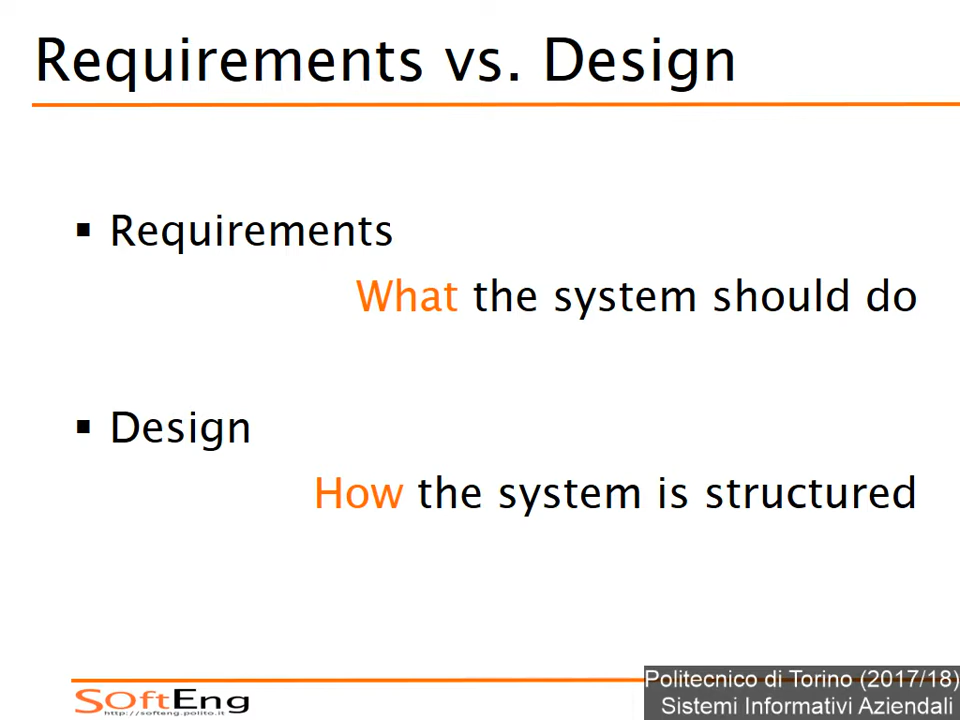 Requirements vs. Design
▪ Requirements
What the system should do
▪ Design
How the system is structured
SOftEng
http://softeng.polito.it
Politecnico di Torino (2017/18)
Sistemi Informativi Aziendali